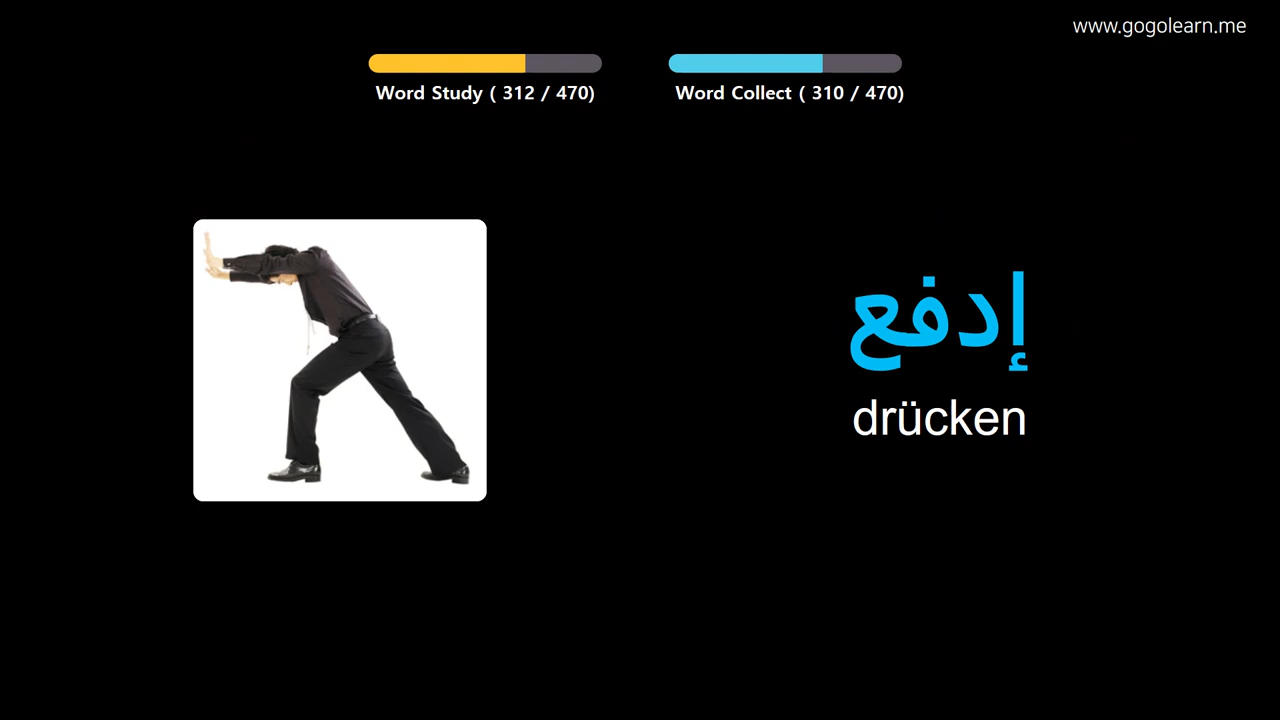 www.gogolearn.me
Word Study ( 312 / 470)
Word Collect ( 310 / 470)
إدفع
drücken